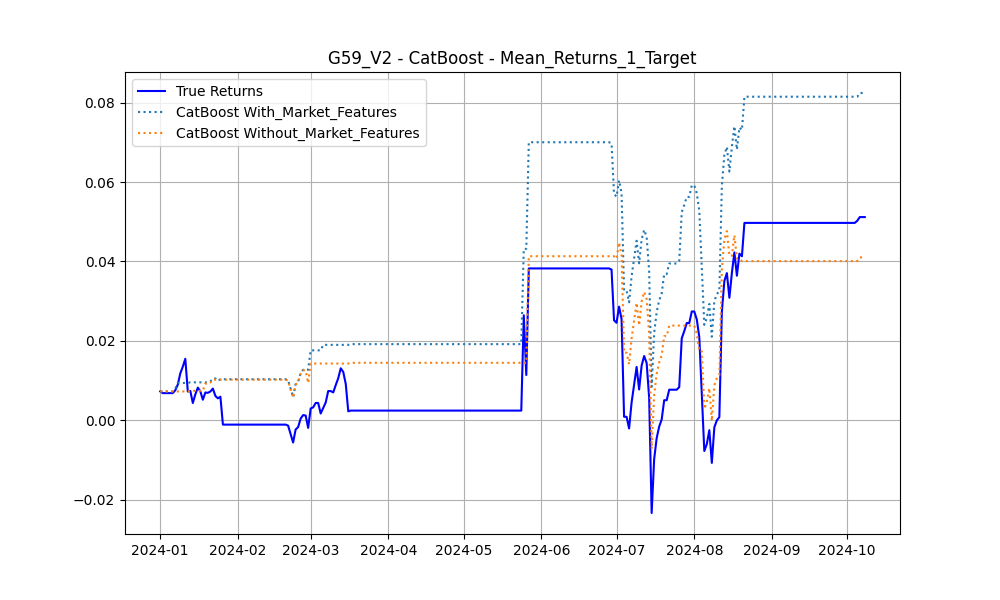 G59_V2 - CatBoost - Mean_Returns_1_Target
True Returns
CatBoost With_Market_Features
CatBoost Without_Market_Features
0.08
0.06
0.04
0.02
0.00
−0.02
2024-01 2024-02 2024-03 2024-04 2024-05 2024-06 2024-07 2024-08 2024-09 2024-10